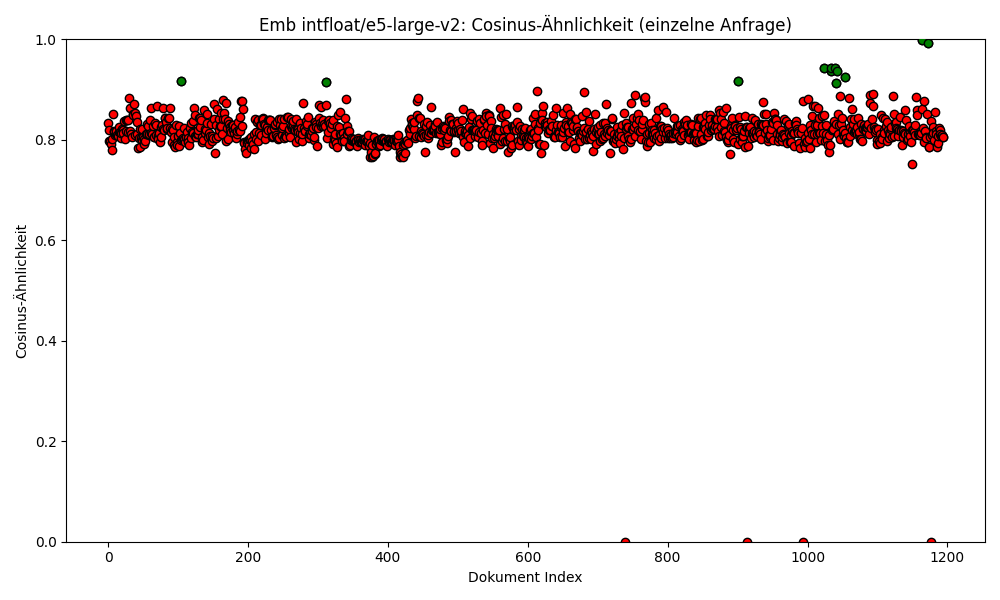 Emb intfloat/e5-large-v2: Cosinus-Ähnlichkeit (einzelne Anfrage)
1.0
0.8
0.6
0.4
0.2
0.0
Cosinus-Ähnlichkeit
0 200 400 600 800 1000 1200
Dokument Index